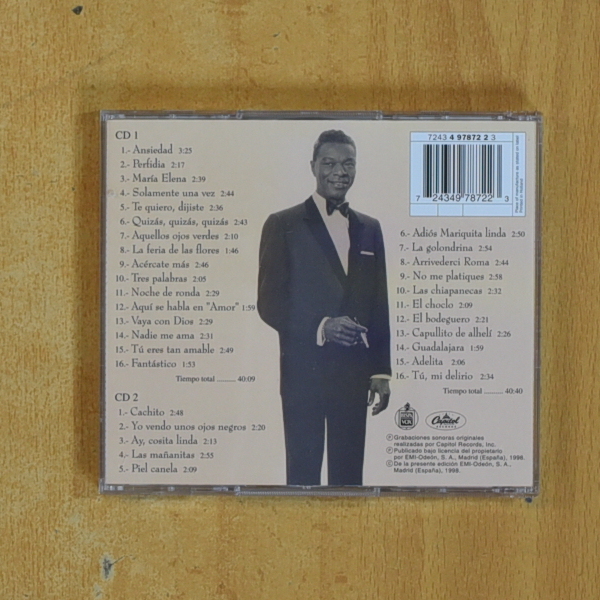 CD 1
1.- Ansiedad 3:25
2.- Perfidia 2:17
3.- María Elena 2:39
4.- Solamente una vez 2:44
5.- Te quiero, dijiste 2:36
6.- Quizás, quizás, quizás 2:43
7.- Aquellos ojos verdes 2:10
8.- La feria de las flores 1:46
9.- Acércate más 2:46
10.- Tres palabras 2:05
11.- Noche de ronda 2:29
12.- Aquí se habla en "Amor" 1:59
13.- Vaya con Dios 2:29
14.- Nadie me ama 2:31
15.- Tú eres tan amable 2:49
16.- Fantástico 1:53
Tiempo total ......... 40:09
CD 2
1.- Cachito 2:48
2.- Yo vendo unos ojos negros 2:20
3.- Ay, cosita linda 2:13
4.- Las mañanitas 2:55
5.- Piel canela 2:09
7243 4 97872 2 3
7 24349 78722 3
6.- Adiós Mariquita linda 2:50
7.- La golondrina 2:54
8.- Arrivederci Roma 2:44
9.- No me platiques 2:58
10.- Las chiapanecas 2:32
11.- El choclo 2:09
12.- El bodeguero 2:21
13.- Capullito de alhelí 2:26
14.- Guadalajara 1:59
15.- Adelita 2:06
16.- Tú, mi delirio 2:34
Tiempo total ......... 40:40
Capitol
Ⓟ Grabaciones sonoras originales
realizadas por Capitol Records, Inc.
Ⓟ Publicado bajo licencia del propietario
por EMI-Odeón, S. A., Madrid (España), 1998.
© De la presente edición EMI-Odeón, S. A.,
Madrid (España), 1998.